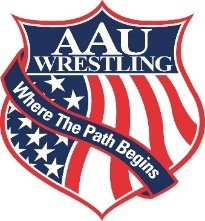 AAU
WRESTLING
Where The Path Begins